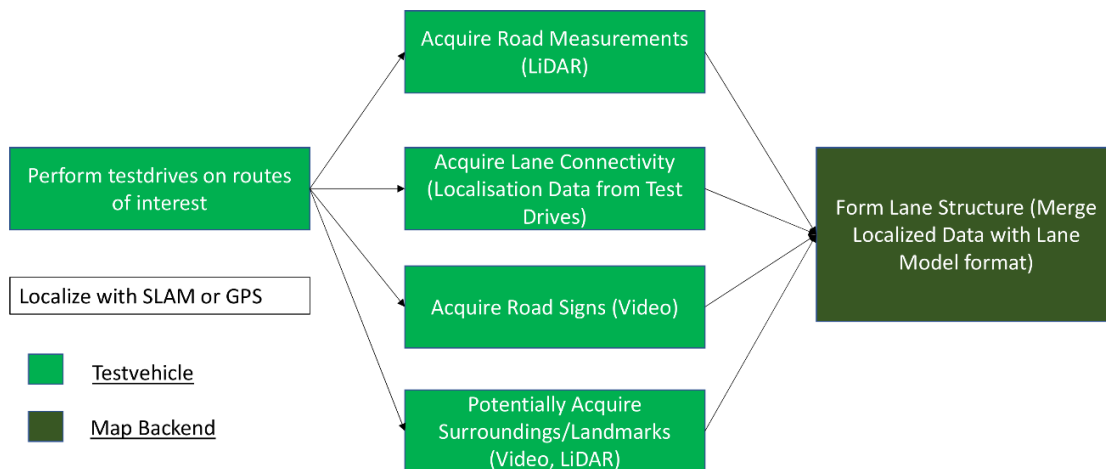 Acquire Road Measurements
(LiDAR)
Perform testdrives on routes
of interest
Acquire Lane Connectivity
(Localisation Data from Test
Drives)
Form Lane Structure (Merge
Localized Data with Lane
Model format)
Localize with SLAM or GPS
Acquire Road Signs (Video)
Testvehicle
Map Backend
Potentially Acquire
Surroundings/Landmarks
(Video, LiDAR)